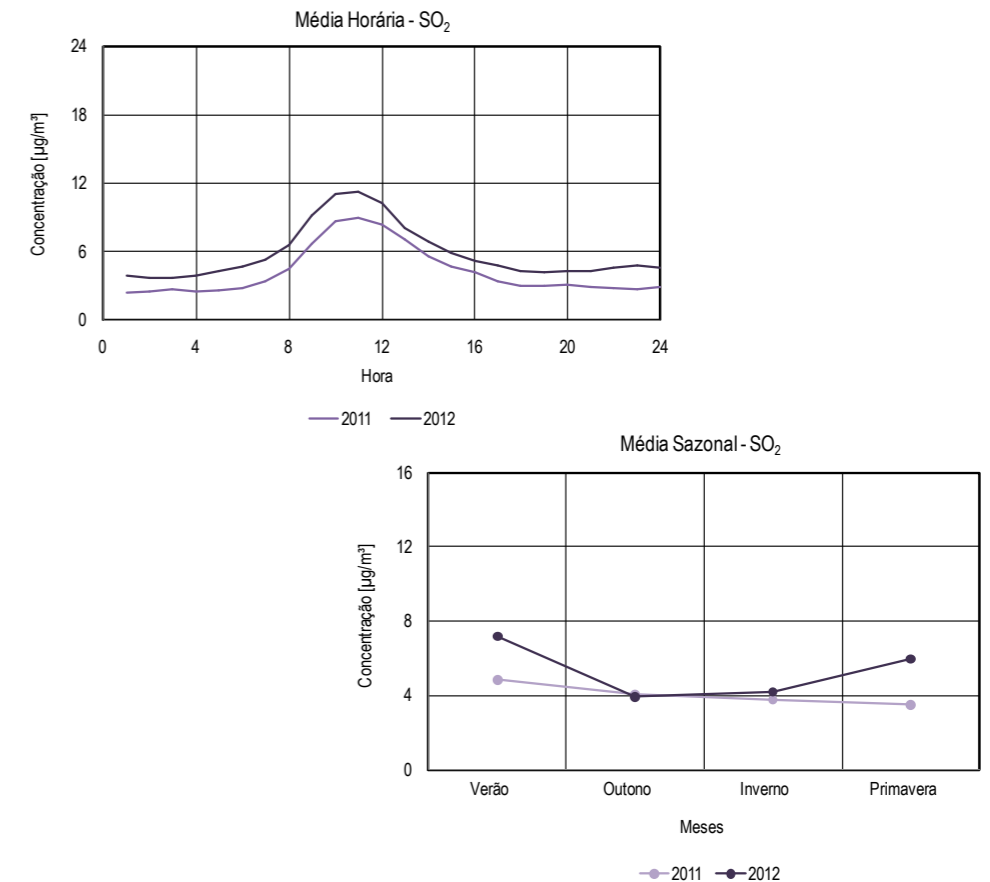 Média Horária - SO₂
24
18
12
6
0
Concentração [µg/m³]
0 4 8 12 16 20 24
Hora
2011 2012
Média Sazonal - SO₂
16
12
8
4
0
Concentração [µg/m³]
Verão Outono Inverno Primavera
Meses
2011 2012